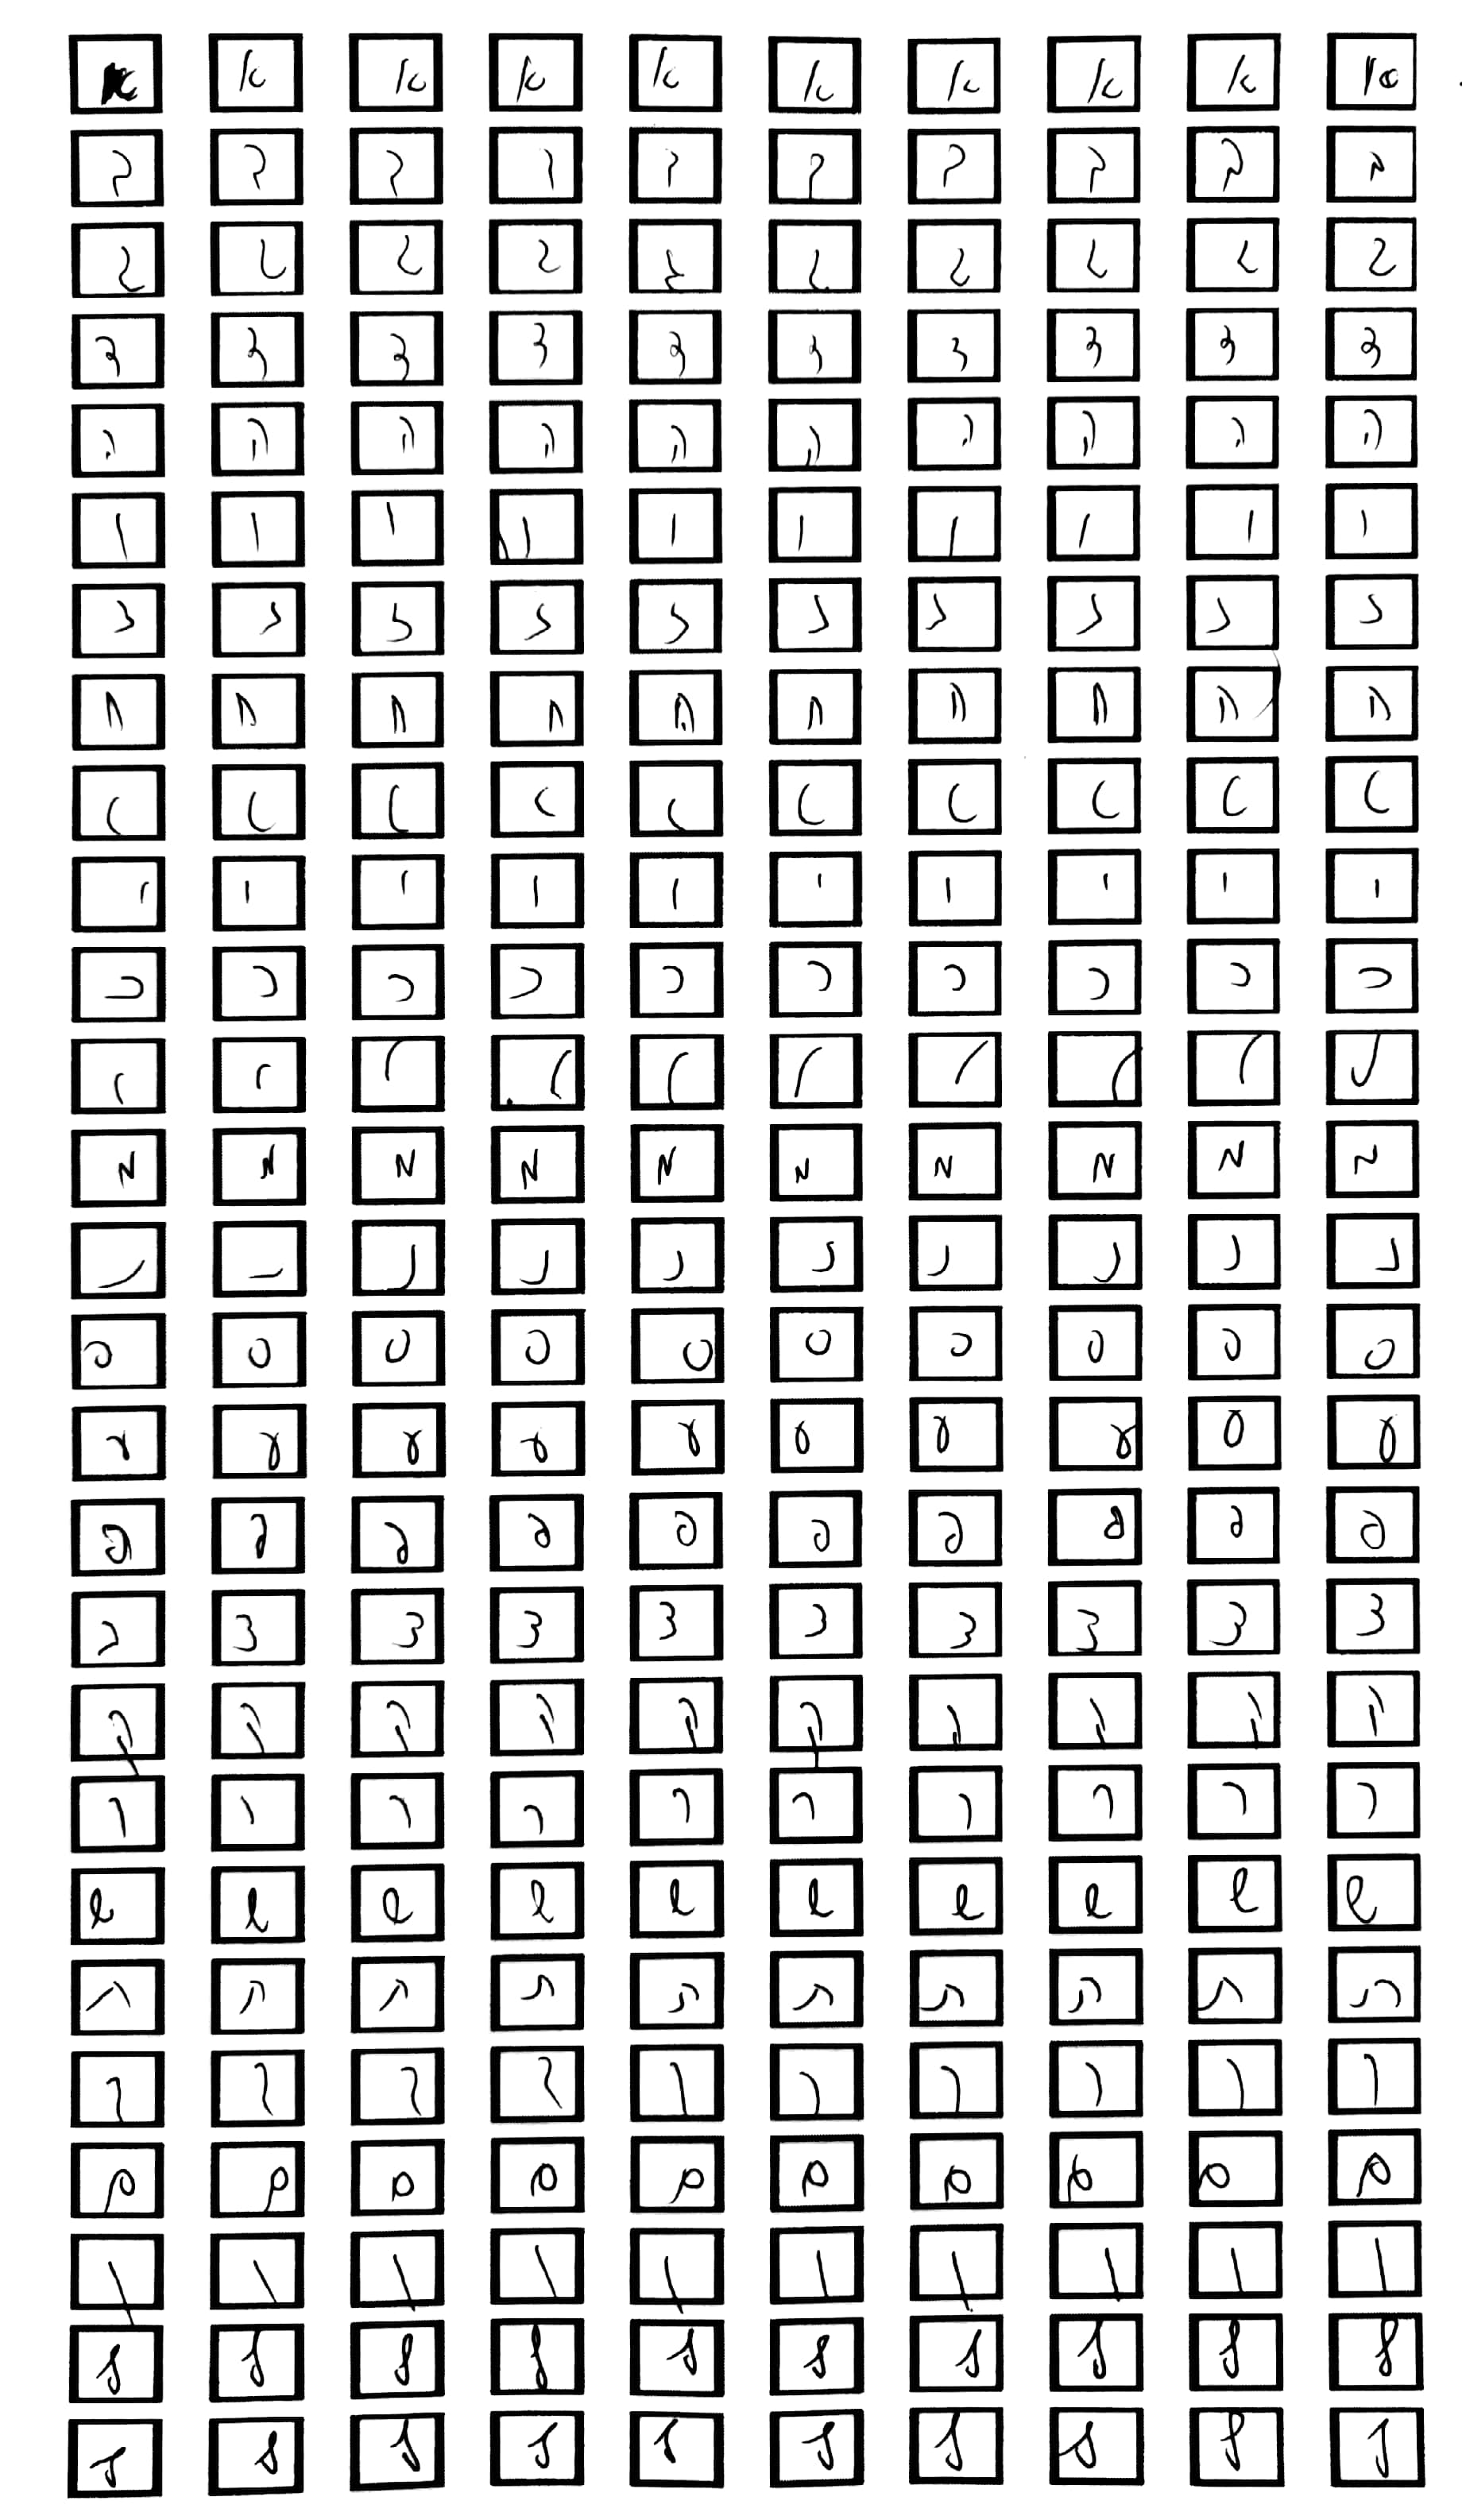 א א א א א א א א א א
ב ב ב ב ב ב ב ב ב ב
ג ג ג ג ג ג ג ג ג ג
ד ד ד ד ד ד ד ד ד ד
ה ה ה ה ה ה ה ה ה ה
ו ו ו ו ו ו ו ו ו ו
ז ז ז ז ז ז ז ז ז ז
ח ח ח ח ח ח ח ח ח ח
ט ט ט ט ט ט ט ט ט ט
י י י י י י י י י י
כ כ כ כ כ כ כ כ כ כ
ל ל ל ל ל ל ל ל ל ל
מ מ מ מ מ מ מ מ מ מ
נ נ נ נ נ נ נ נ נ נ
ס ס ס ס ס ס ס ס ס ס
ע ע ע ע ע ע ע ע ע ע
פ פ פ פ פ פ פ פ פ פ
צ צ צ צ צ צ צ צ צ צ
ק ק ק ק ק ק ק ק ק ק
ר ר ר ר ר ר ר ר ר ר
ש ש ש ש ש ש ש ש ש ש
ת ת ת ת ת ת ת ת ת ת
ך ך ך ך ך ך ך ך ך ך
ם ם ם ם ם ם ם ם ם ם
ן ן ן ן ן ן ן ן ן ן
ף ף ף ף ף ף ף ף ף ף
ץ ץ ץ ץ ץ ץ ץ ץ ץ ץ